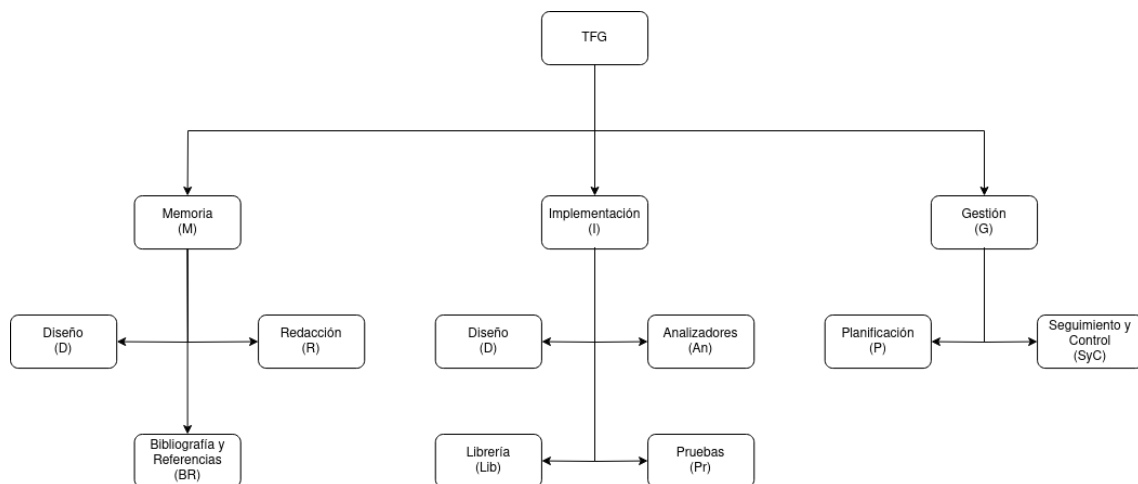 TFG
Memoria
(M)
Implementación
(I)
Gestión
(G)
Diseño
(D)
Redacción
(R)
Diseño
(D)
Analizadores
(An)
Planificación
(P)
Seguimiento y
Control
(SyC)
Bibliografía y
Referencias
(BR)
Librería
(Lib)
Pruebas
(Pr)